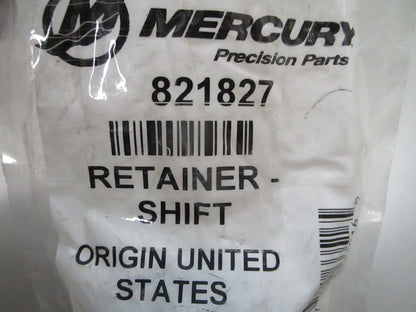 MERCURY
Precision Parts
821827
RETAINER -
SHIFT
ORIGIN UNITED
STATES